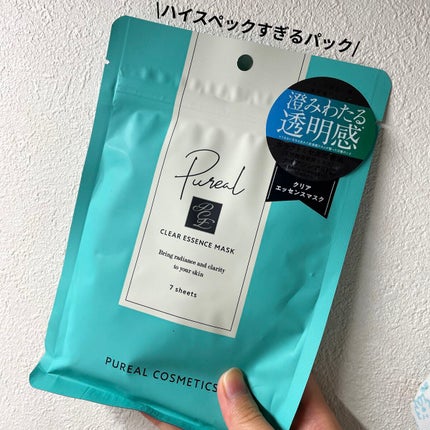 \ハイスペックすぎるパック/
澄みわたる
透明感
クリア
エッセンスマスク
Pureal
CLEAR ESSENCE MASK
Bring radiance and clarity
to your skin
7 sheets
PUREAL COSMETICS